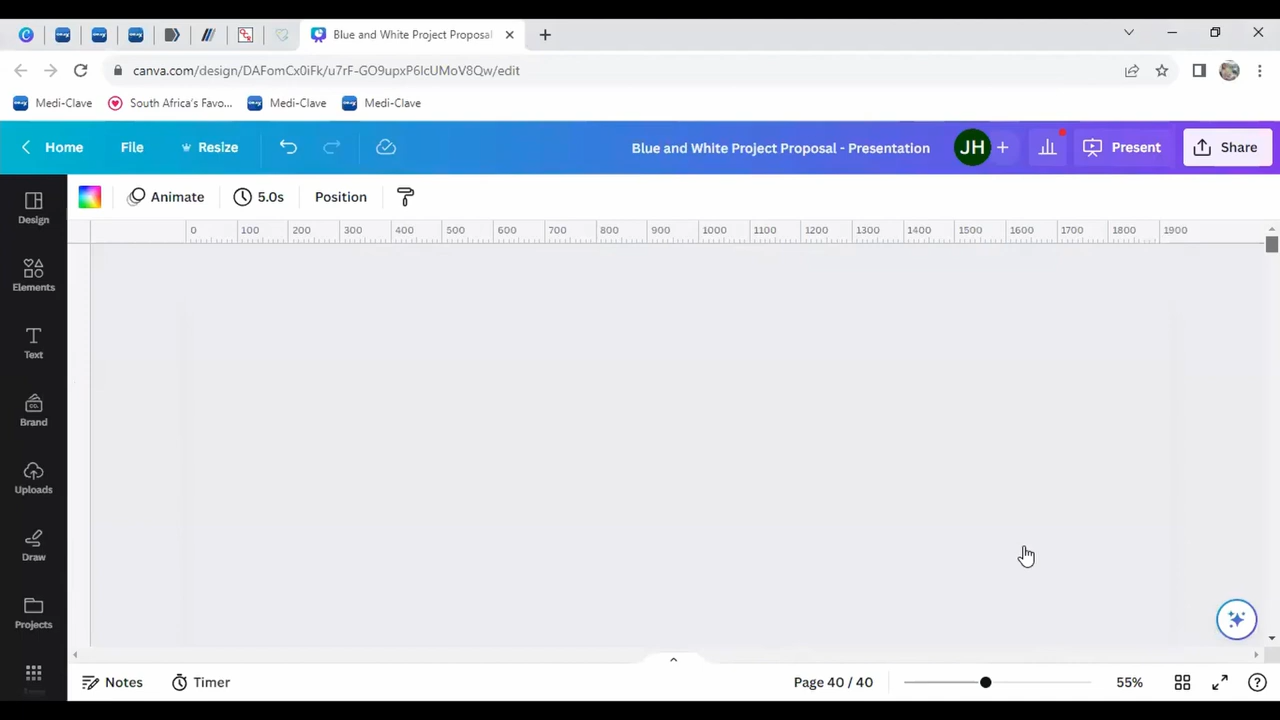 Blue and White Project Proposal
canva.com/design/DAFomCx0iFk/u7rF-GO9upxP6IcUMoV8Qw/edit
Medi-Clave South Africa's Favo... Medi-Clave Medi-Clave
Home File Resize Blue and White Project Proposal - Presentation JH Present Share
Animate 5.0s Position
0 100 200 300 400 500 600 700 800 900 1000 1100 1200 1300 1400 1500 1600 1700 1800 1900
Design
Elements
Text
CO.
Brand
Uploads
Draw
Projects
Notes Timer Page 40 / 40 55%